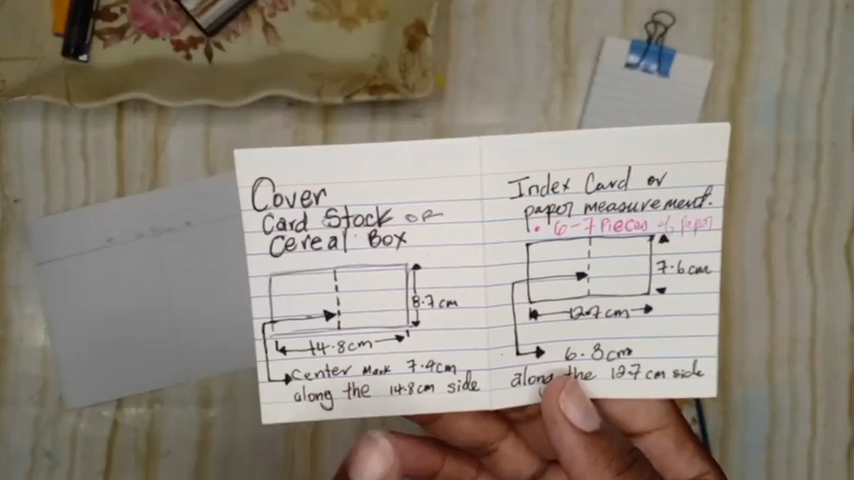 Cover
Card Stock OR
Cereal Box
8.7cm
14.8cm
Center Mark 7.4cm
along the 14.8cm side
Index Card or
paper measurement.
• 6-7 Pieces of paper
7.6cm
12.7cm
6.3cm
along the 12.7cm side